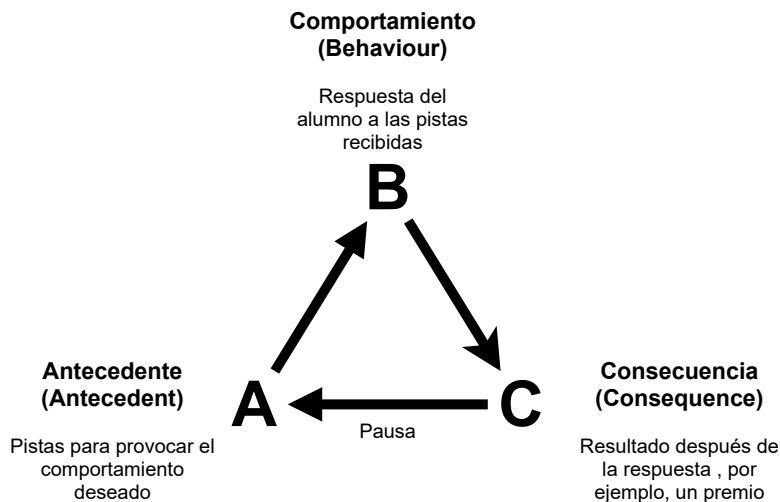 Comportamiento
(Behaviour)
Respuesta del
alumno a las pistas
recibidas
B
Antecedente
(Antecedent)
A
Pistas para provocar el
comportamiento
deseado
Pausa
C
Consecuencia
(Consequence)
Resultado después de
la respuesta , por
ejemplo, un premio